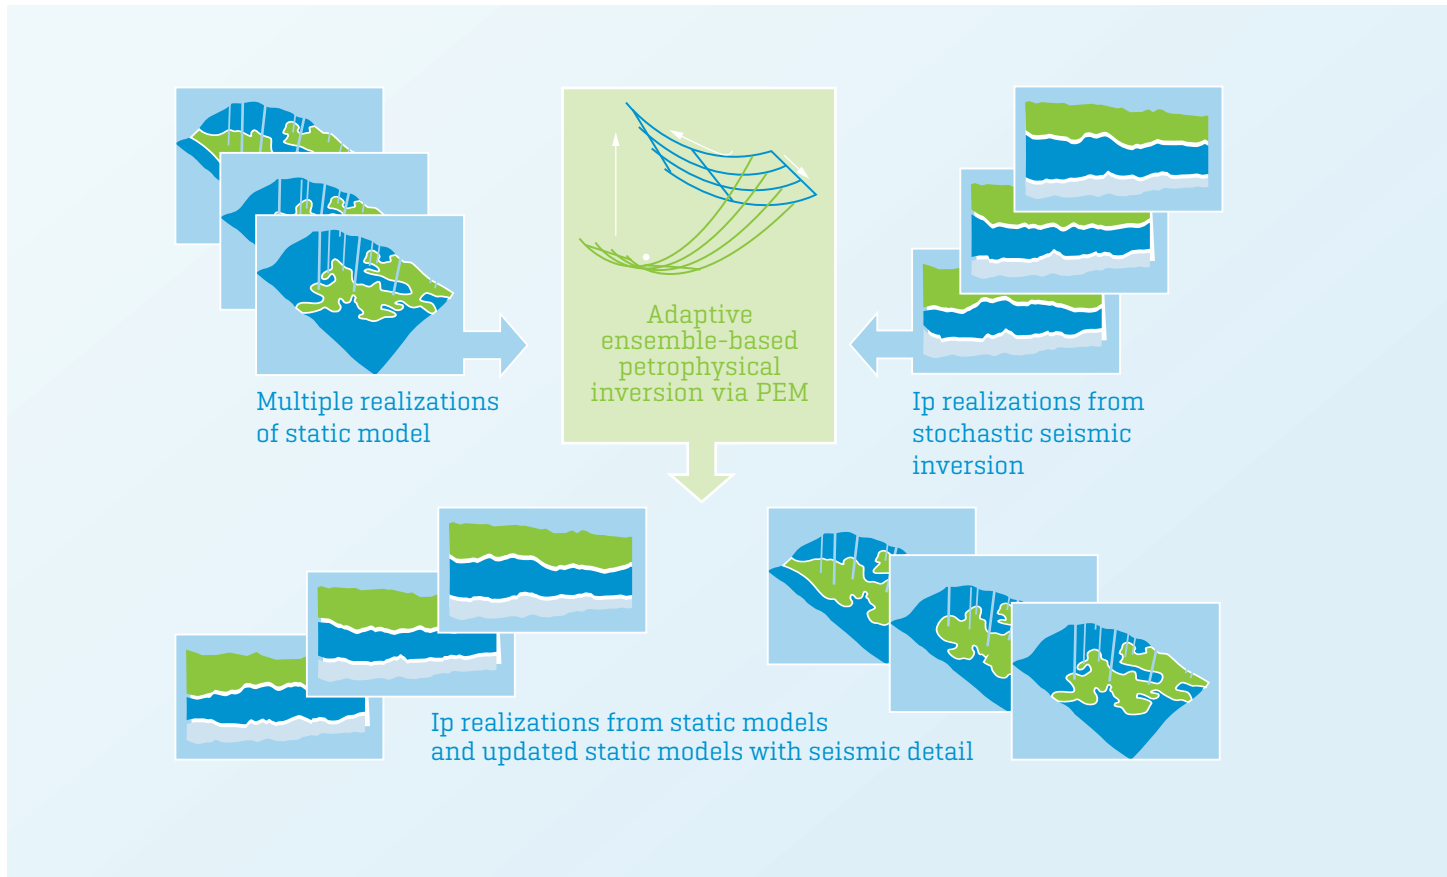 Adaptive
ensemble-based
petrophysical
inversion via PEM
Multiple realizations
of static model
Ip realizations from
stochastic seismic
inversion
Ip realizations from static models
and updated static models with seismic detail